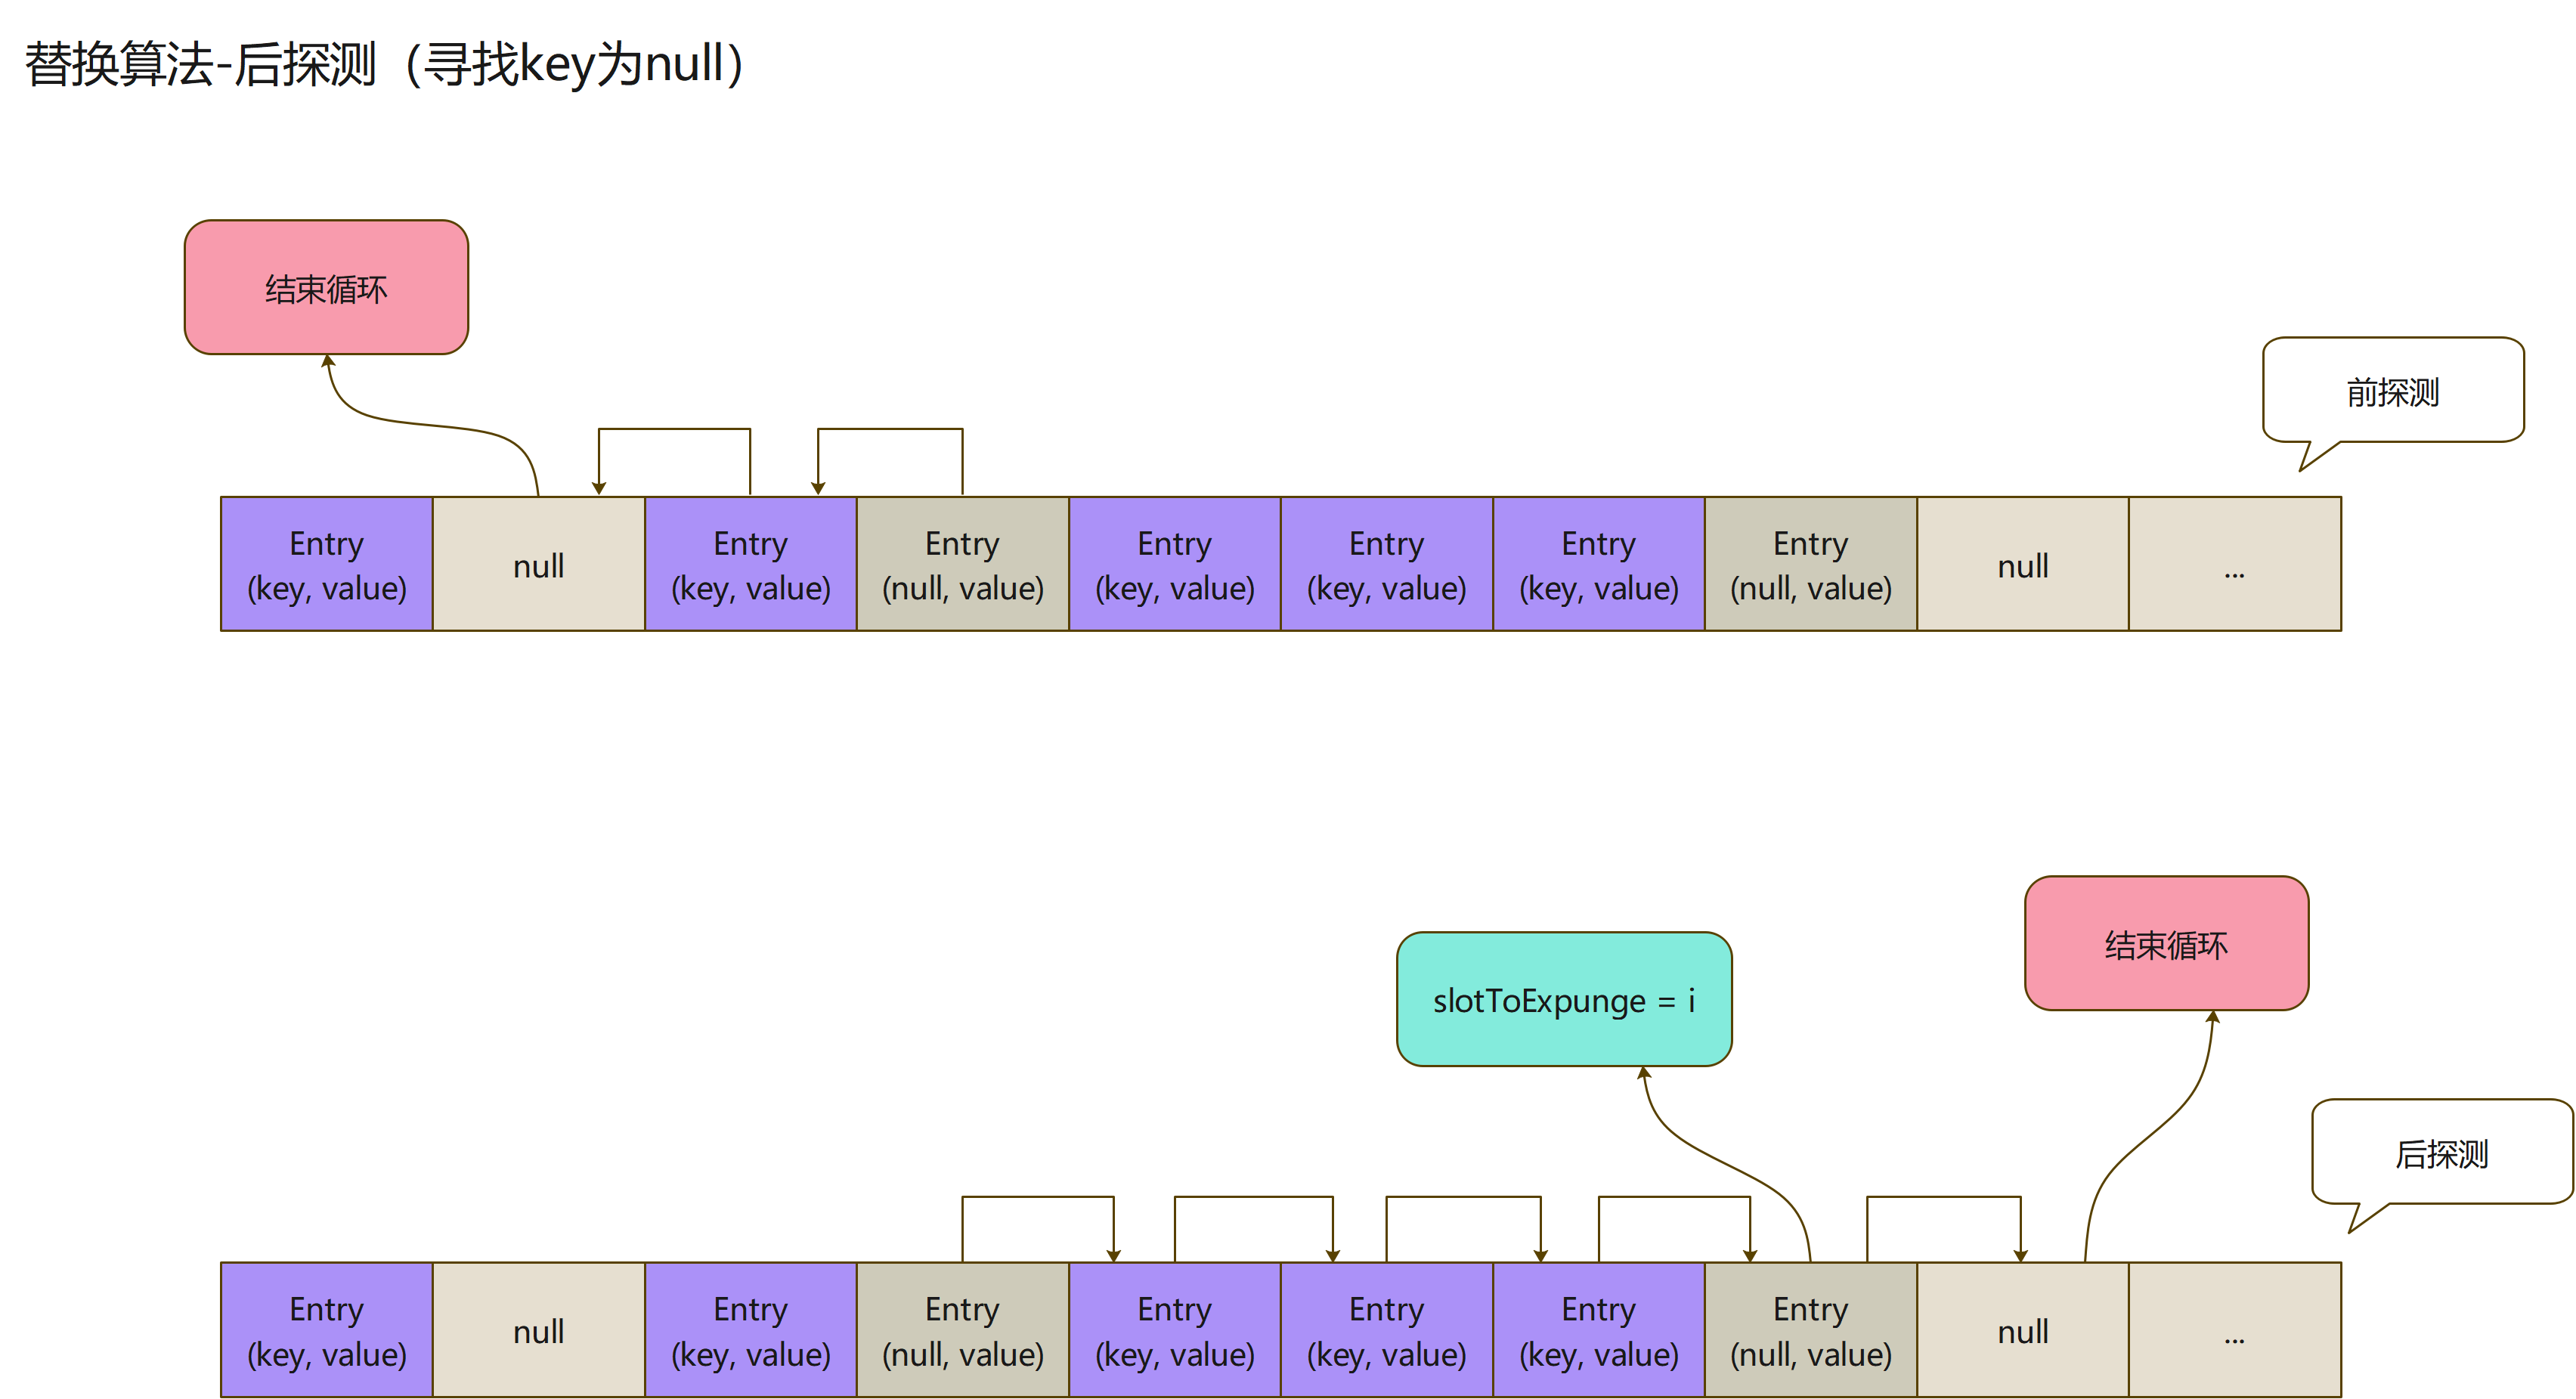 替换算法-后探测（寻找key为null）
结束循环
前探测
Entry
(key, value)
null
Entry
(key, value)
Entry
(null, value)
Entry
(key, value)
Entry
(key, value)
Entry
(key, value)
Entry
(null, value)
null
...
结束循环
slotToExpunge = i
后探测
Entry
(key, value)
null
Entry
(key, value)
Entry
(null, value)
Entry
(key, value)
Entry
(key, value)
Entry
(key, value)
Entry
(null, value)
null
...